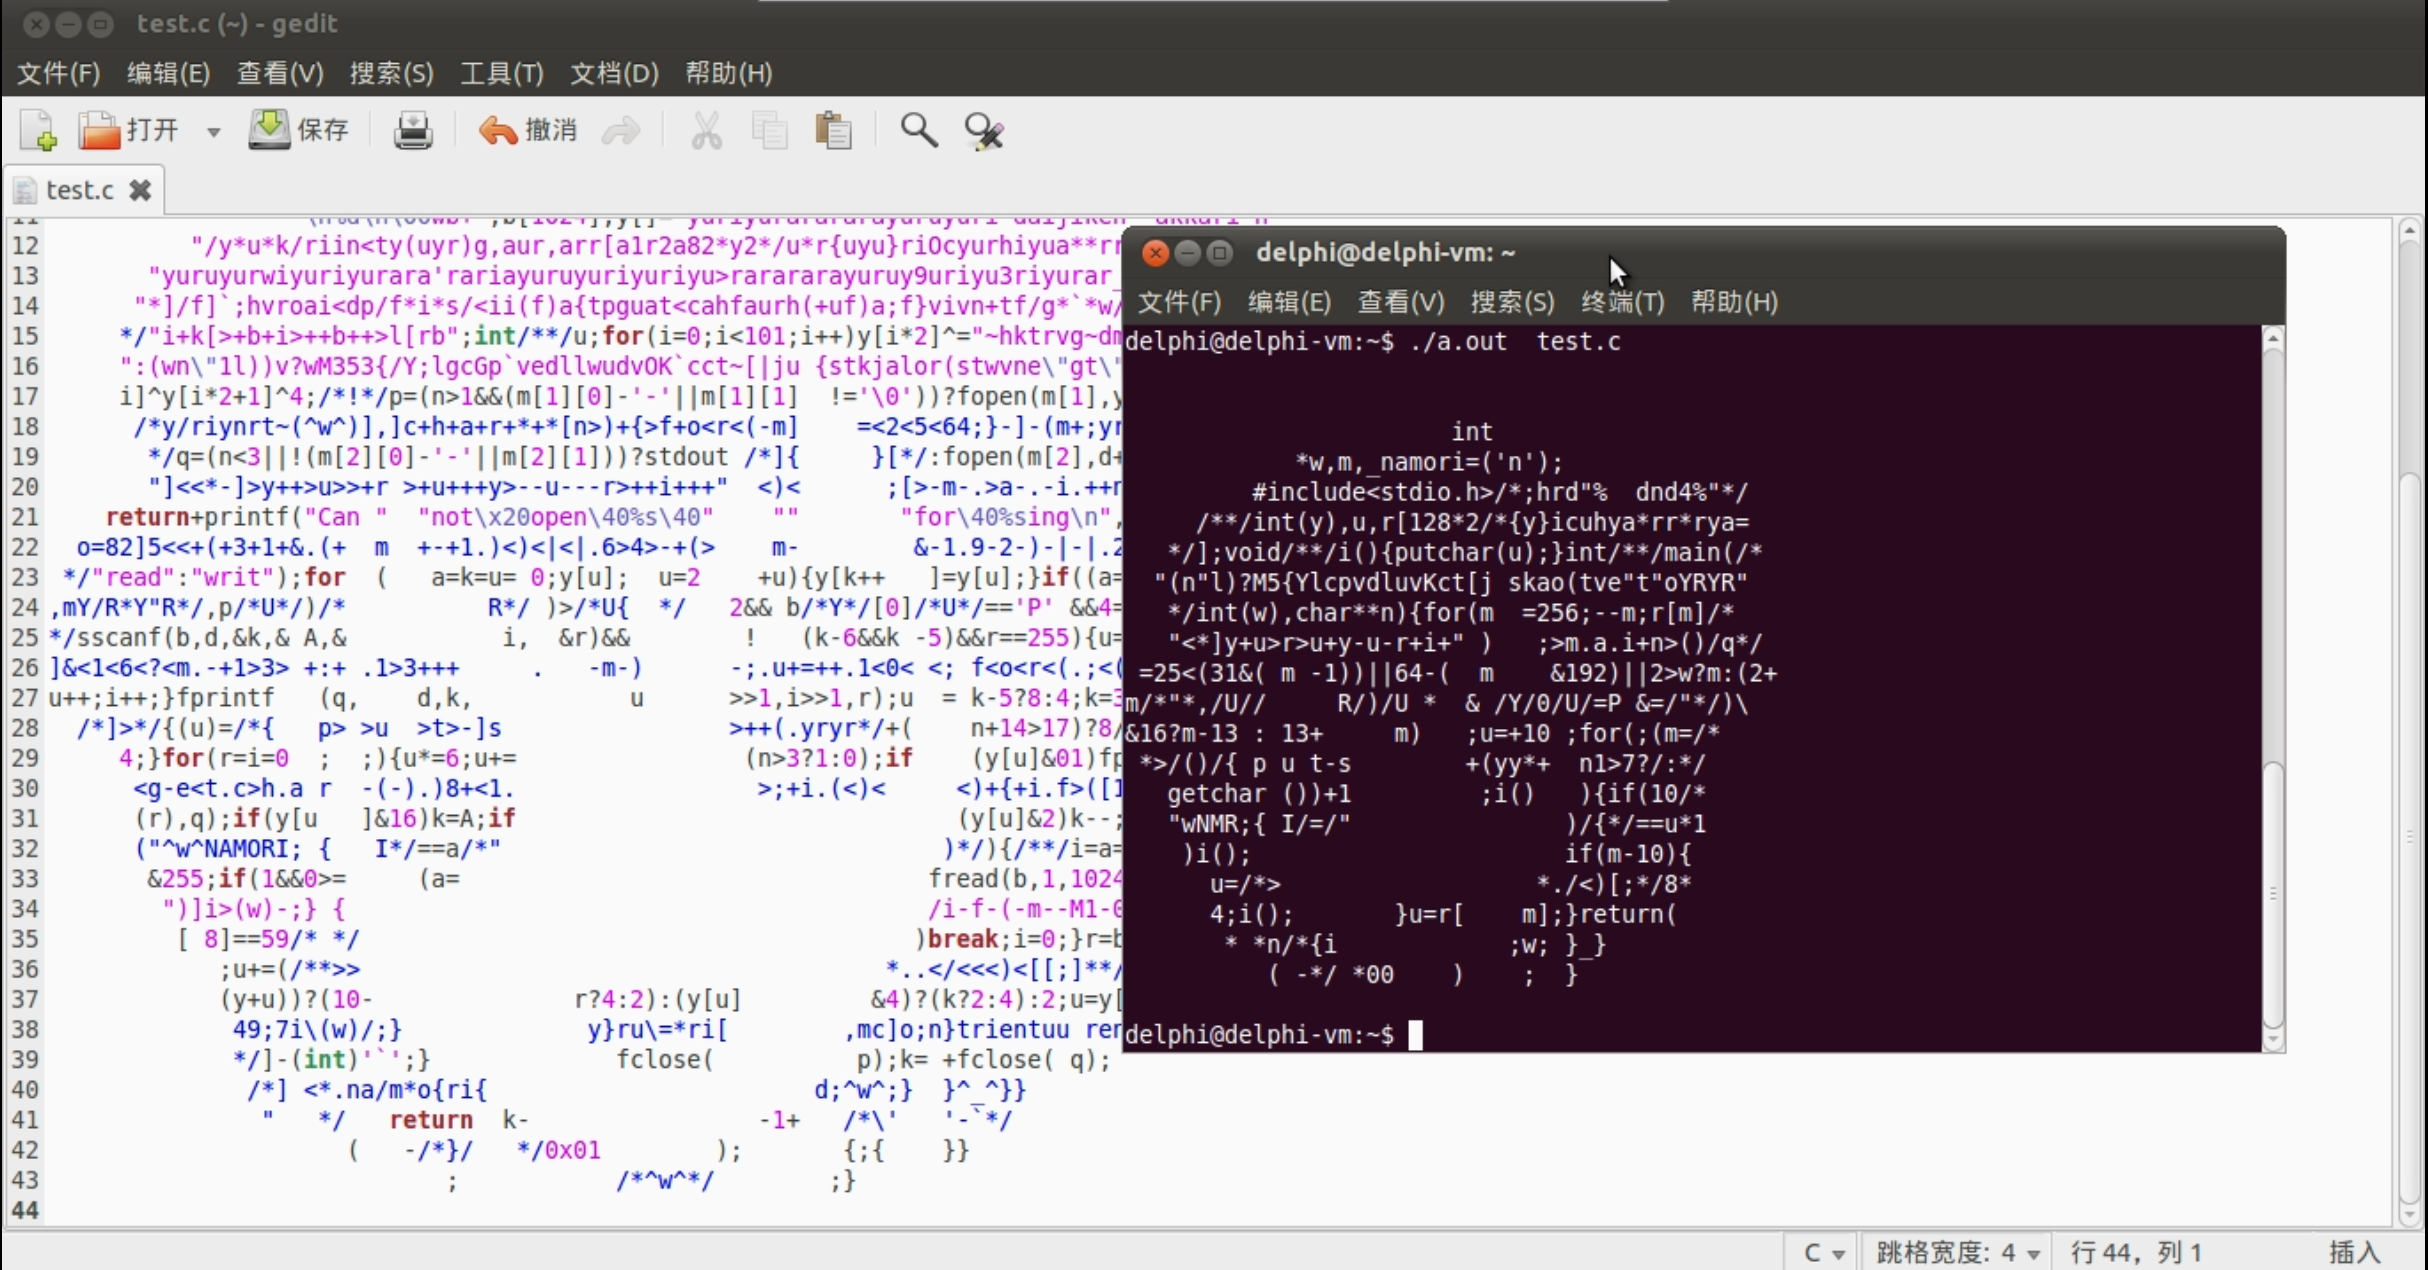 test.c (~) - gedit
文件(F) 编辑(E) 查看(V) 搜索(S) 工具(T) 文档(D) 帮助(H)
打开 保存 撤消
test.c
12 "/y*u*k/riin<ty(uyr)g,aur,arr[a1r2a82*y2*/u*r{uyu}riOcyurhiyua**rr
13 "yuruyurwiyuriyurara'rariayuruyuriyuriyu>rarararayuruy9uriyu3riyurar_
14 "*]/f]`;hvroai<dp/f*i*s/<ii(f)a{tpguat<cahfaurh(+uf)a;f}vivn+tf/g*`*w/
15 */"i+k[>+b+i>++b++>l[rb";int/**/u;for(i=0;i<101;i++)y[i*2]^="~hktrvg~dm
16 ":(wn\"1l))v?wM353{/Y;lgcGp`vedllwudvOK`cct~[|ju {stkjalor(stwvne\"gt\"
17 i]^y[i*2+1]^4;/*!*/p=(n>1&&(m[1][0]-'-'||m[1][1] !='\0'))?fopen(m[1],y
18 /*y/riynrt~(^w^)],]c+h+a+r+*+*[n>)+{>f+o<r<(-m] =<2<5<64;}-]-(m+;yr
19 */q=(n<3||!(m[2][0]-'-'||m[2][1]))?stdout /*]{ }[*/:fopen(m[2],d+
20 "]<<*-]>y++>u>>+r >+u+++y>--u---r>++i+++" <)< ;[>-m-.>a-.-i.++n
21 return+printf("Can " "not\x20open\40%s\40" "" "for\40%sing\n",
22 o=82]5<<+(+3+1+&.(+ m +-+1.)<)<|<|.6>4>-+(> m- &-1.9-2-)-|-|.2
23 */"read":"writ");for ( a=k=u= 0;y[u]; u=2 +u){y[k++ ]=y[u];}if((a=
24 ,mY/R*Y"R*/,p/*U*/)/* R*/ )>/*U{ */ 2&& b/*Y*/[0]/*U*/=='P' &&4=
25 */sscanf(b,d,&k,& A,& i, &r)&& ! (k-6&&k -5)&&r==255){u=
26 ]&<1<6<?<m.-+1>3> +:+ .1>3+++ . -m-) -;.u+=++.1<0< <; f<o<r<(.;<(
27 u++;i++;}fprintf (q, d,k, u >>1,i>>1,r);u = k-5?8:4;k=3
28 /*]>*/{(u)=/*{ p> >u >t>-]s >++(.yryr*/+( n+14>17)?8/
29 4;}for(r=i=0 ; ;){u*=6;u+= (n>3?1:0);if (y[u]&01)fp
30 <g-e<t.c>h.a r -(-).)8+<1. >;+i.(<)< <)+{+i.f>([1
31 (r),q);if(y[u ]&16)k=A;if (y[u]&2)k--;
32 ("^w^NAMORI; { I*/==a/*" )*/){/**/i=a=
33 &255;if(1&&0>= (a= fread(b,1,1024
34 ")]i>(w)-;} { /i-f-(-m--M1-0
35 [ 8]==59/* */ )break;i=0;}r=b
36 ;u+=(/**>> *..</<<<)<[[;]**/
37 (y+u))?(10- r?4:2):(y[u] &4)?(k?2:4):2;u=y[
38 49;7i\(w)/;} y}ru\=*ri[ ,mc]o;n}trientuu ren
39 */]-(int)'`';} fclose( p);k= +fclose( q);
40 /*] <*.na/m*o{ri{ d;^w^;} }^_^}}
41 " */ return k- -1+ /*\' '-`*/
42 ( -/*}/ */0x01 ); {;{ }}
43 ; /*^w^*/ ;}
44
delphi@delphi-vm: ~
文件(F) 编辑(E) 查看(V) 搜索(S) 终端(T) 帮助(H)
delphi@delphi-vm:~$ ./a.out  test.c
int
*w,m,_namori=('n');
#include<stdio.h>/*;hrd"%  dnd4%"*/
/**/int(y),u,r[128*2/*{y}icuhya*rr*rya=
*/];void/**/i(){putchar(u);}int/**/main(/*
"(n"l)?M5{YlcpvdluvKct[j skao(tve"t"oYRYR"
*/int(w),char**n){for(m  =256;--m;r[m]/*
"<*]y+u>r>u+y-u-r+i+" )   ;>m.a.i+n>()/q*/
=25<(31&( m -1))||64-(  m    &192)||2>w?m:(2+
m/*"*,/U//     R/)/U *  & /Y/0/U/=P &=/"*/)\
&16?m-13 : 13+     m)   ;u=+10 ;for(;(m=/*
*>/()/{ p u t-s        +(yy*+  n1>7?/:*/
getchar ())+1         ;i()   ){if(10/*
"wNMR;{ I/=/"               )/{*/==u*1
)i();                      if(m-10){
u=/*>                  *./<)[;*/8*
4;i();       }u=r[    m];}return(
* *n/*{i            ;w; }_}
( -*/ *00    )    ;  }
delphi@delphi-vm:~$
C 跳格宽度: 4 行 44，列 1 插入